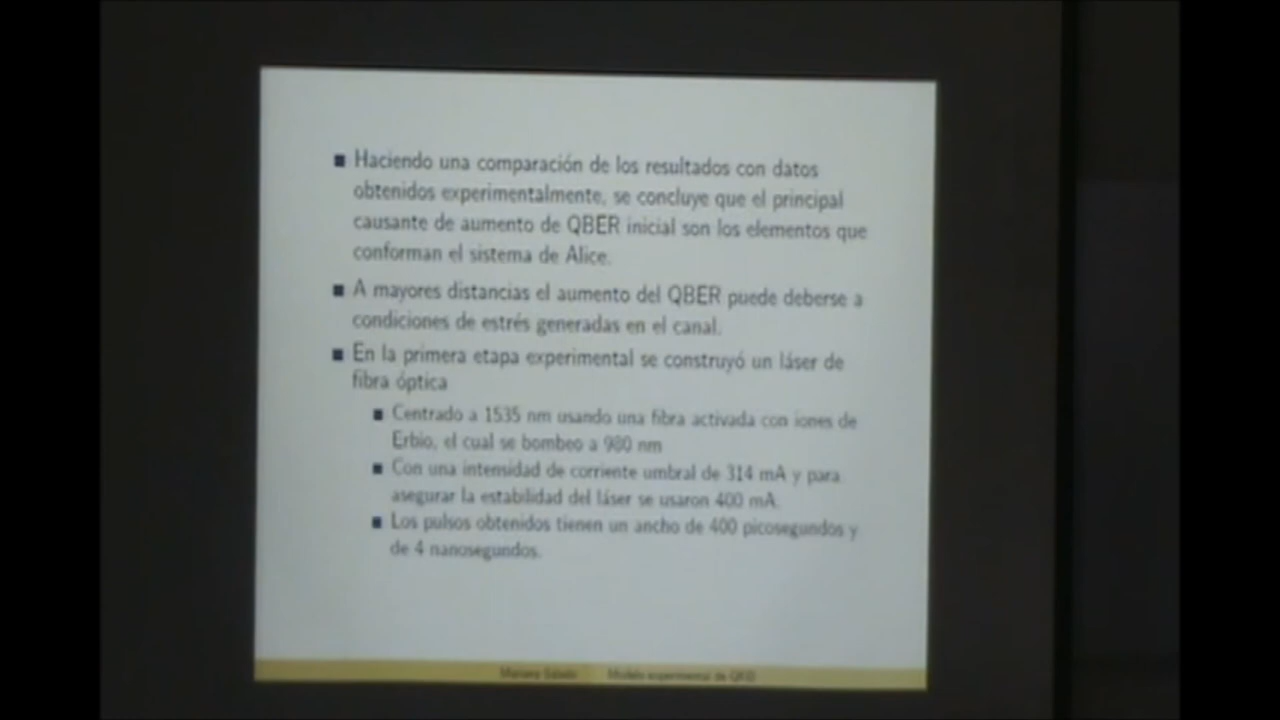 Haciendo una comparación de los resultados con datos
obtenidos experimentalmente, se concluye que el principal
causante de aumento de QBER inicial son los elementos que
conforman el sistema de Alice.
A mayores distancias el aumento del QBER puede deberse a
condiciones de estrés generadas en el canal.
En la primera etapa experimental se construyó un láser de
fibra óptica
Centrado a 1535 nm usando una fibra activada con iones de
Erbio, el cual se bombeo a 980 nm
Con una intensidad de corriente umbral de 314 mA y para
asegurar la estabilidad del láser se usaron 400 mA.
Los pulsos obtenidos tienen un ancho de 400 picosegundos y
de 4 nanosegundos.
Modelo experimental de QKD